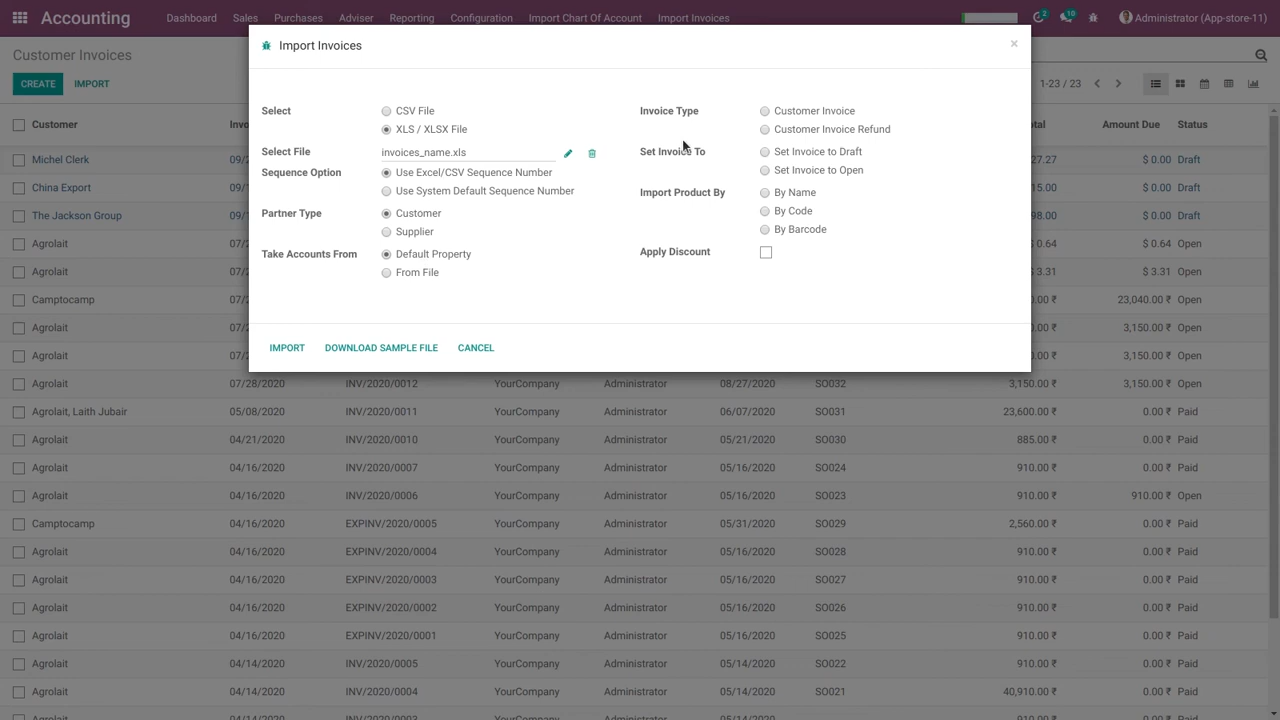 Accounting Dashboard Sales Purchases Adviser Reporting Configuration Import Chart Of Account Import Invoices 2 10 Administrator (App-store-11)
Customer Invoices
CREATE IMPORT 1-23 / 23
Import Invoices ×
Select CSV File
XLS / XLSX File
Select File invoices_name.xls
Sequence Option Use Excel/CSV Sequence Number
Use System Default Sequence Number
Partner Type Customer
Supplier
Take Accounts From Default Property
From File
Invoice Type Customer Invoice
Customer Invoice Refund
Set Invoice To Set Invoice to Draft
Set Invoice to Open
Import Product By By Name
By Code
By Barcode
Apply Discount
IMPORT DOWNLOAD SAMPLE FILE CANCEL
Customer Amount Due Status
Michel Clerk $ 0.00 Draft
China Export $ 0.00 Draft
The Jackson Group $ 0.00 Draft
Agrolait $ 0.64 Open
Agrolait $ 3.31 Open
Camptocamp 23,040.00 ₹ Open
Agrolait 3,150.00 ₹ Open
Agrolait 3,150.00 ₹ Open
Agrolait 07/28/2020 INV/2020/0012 YourCompany Administrator 08/27/2020 SO032 3,150.00 ₹ 3,150.00 ₹ Open
Agrolait, Laith Jubair 05/08/2020 INV/2020/0011 YourCompany Administrator 06/07/2020 SO031 23,600.00 ₹ 0.00 ₹ Paid
Agrolait 04/21/2020 INV/2020/0010 YourCompany Administrator 05/21/2020 SO030 885.00 ₹ 0.00 ₹ Paid
Agrolait 04/16/2020 INV/2020/0007 YourCompany Administrator 05/16/2020 SO024 910.00 ₹ 0.00 ₹ Paid
Agrolait 04/16/2020 INV/2020/0006 YourCompany Administrator 05/16/2020 SO023 910.00 ₹ 910.00 ₹ Open
Camptocamp 04/16/2020 EXPINV/2020/0005 YourCompany Administrator 05/31/2020 SO029 2,560.00 ₹ 0.00 ₹ Paid
Agrolait 04/16/2020 EXPINV/2020/0004 YourCompany Administrator 05/16/2020 SO028 910.00 ₹ 0.00 ₹ Paid
Agrolait 04/16/2020 EXPINV/2020/0003 YourCompany Administrator 05/16/2020 SO027 910.00 ₹ 0.00 ₹ Paid
Agrolait 04/16/2020 EXPINV/2020/0002 YourCompany Administrator 05/16/2020 SO026 910.00 ₹ 0.00 ₹ Paid
Agrolait 04/16/2020 EXPINV/2020/0001 YourCompany Administrator 05/16/2020 SO025 910.00 ₹ 0.00 ₹ Paid
Agrolait 04/14/2020 INV/2020/0005 YourCompany Administrator 05/14/2020 SO022 910.00 ₹ 0.00 ₹ Paid
Agrolait 04/14/2020 INV/2020/0004 YourCompany Administrator 05/14/2020 SO021 40,910.00 ₹ 0.00 ₹ Paid